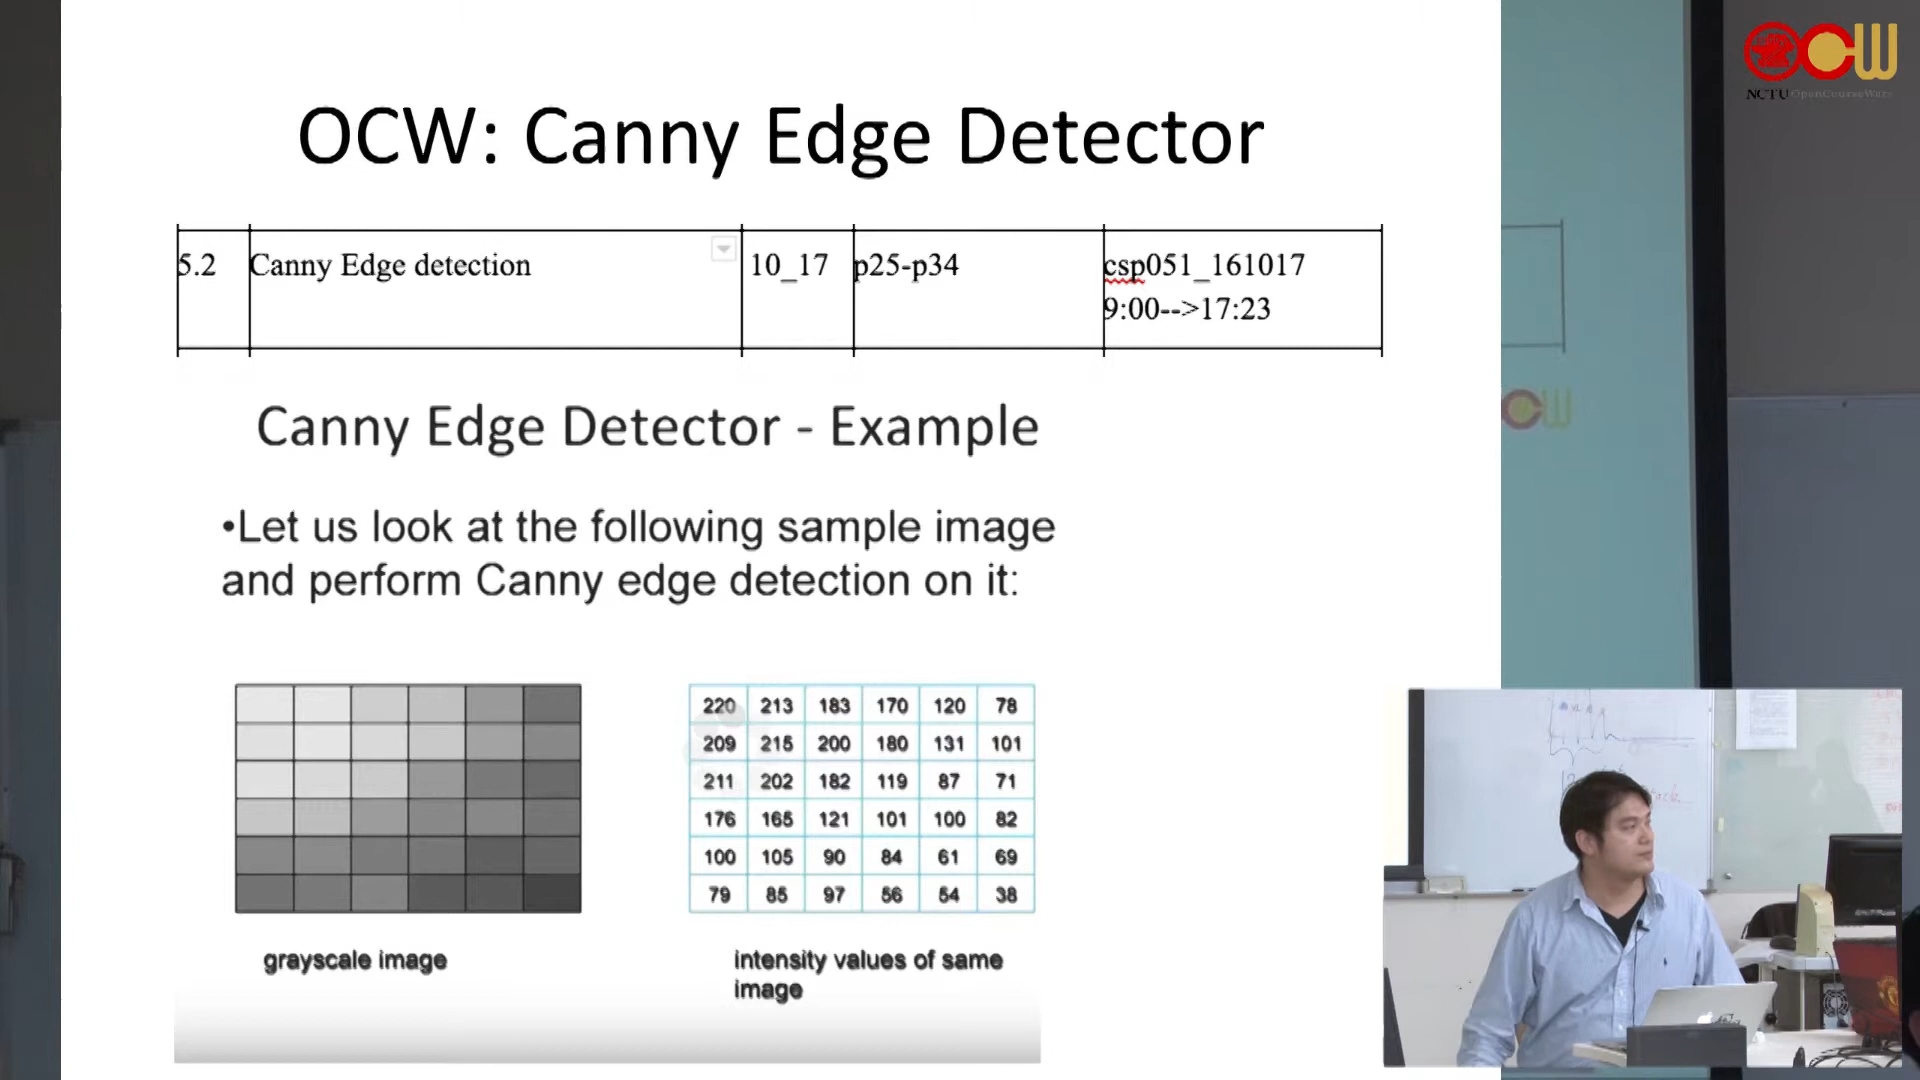 OCW: Canny Edge Detector
5.2 Canny Edge detection 10_17 p25-p34 csp051_161017
9:00-->17:23
Canny Edge Detector - Example
•Let us look at the following sample image
and perform Canny edge detection on it:
220 213 183 170 120 78
209 215 200 180 131 101
211 202 182 119 87 71
176 165 121 101 100 82
100 105 90 84 61 69
79 85 97 56 54 38
grayscale image
intensity values of same
image
OCW
NCTU OpenCourseWare